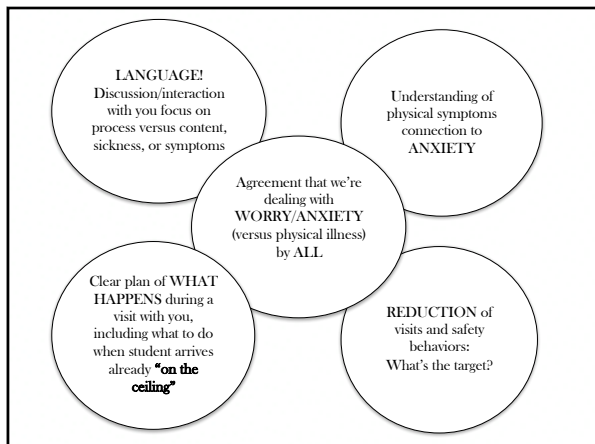 LANGUAGE!
Discussion/interaction
with you focus on
process versus content,
sickness, or symptoms
Understanding of
physical symptoms
connection to
ANXIETY
Agreement that we're
dealing with
WORRY/ANXIETY
(versus physical illness)
by ALL
Clear plan of WHAT
HAPPENS during a
visit with you,
including what to do
when student arrives
already "on the
ceiling"
REDUCTION of
visits and safety
behaviors:
What's the target?